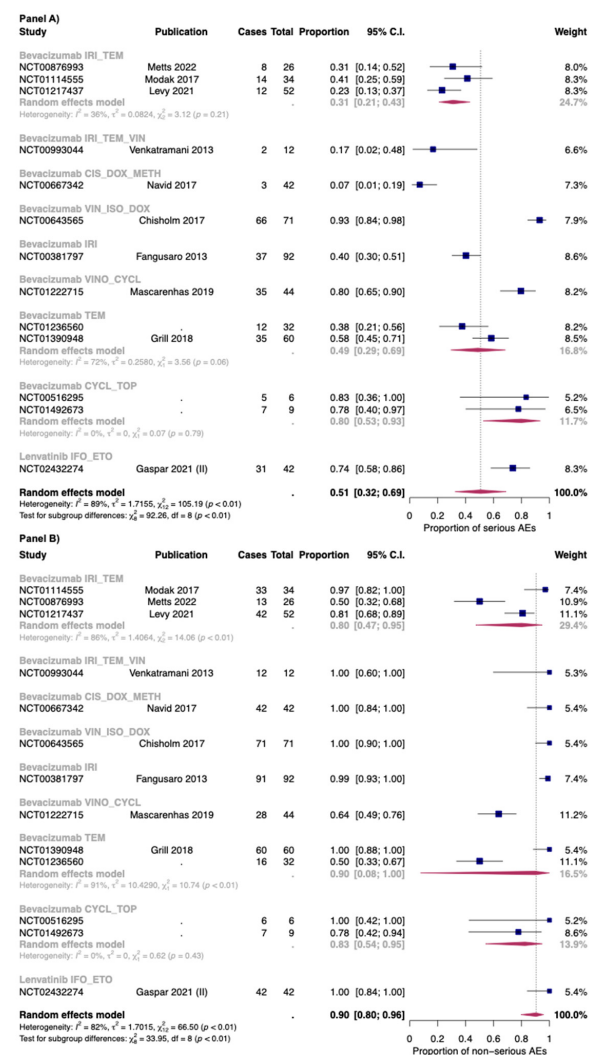 Panel A)
Study Publication Cases Total Proportion 95% C.I. Weight
Bevacizumab IRI_TEM
NCT00876993 Metts 2022 8 26 0.31 [0.14; 0.52] 8.0%
NCT01114555 Modak 2017 14 34 0.41 [0.25; 0.59] 8.3%
NCT01217437 Levy 2021 12 52 0.23 [0.13; 0.37] 8.3%
Random effects model . 0.31 [0.21; 0.43] 24.7%
Heterogeneity: I² = 36%, τ² = 0.0824, χ²₂ = 3.12 (p = 0.21)
Bevacizumab IRI_TEM_VIN
NCT00993044 Venkatramani 2013 2 12 0.17 [0.02; 0.48] 6.6%
Bevacizumab CIS_DOX_METH
NCT00667342 Navid 2017 3 42 0.07 [0.01; 0.19] 7.3%
Bevacizumab VIN_ISO_DOX
NCT00643565 Chisholm 2017 66 71 0.93 [0.84; 0.98] 7.9%
Bevacizumab IRI
NCT00381797 Fangusaro 2013 37 92 0.40 [0.30; 0.51] 8.6%
Bevacizumab VINO_CYCL
NCT01222715 Mascarenhas 2019 35 44 0.80 [0.65; 0.90] 8.2%
Bevacizumab TEM
NCT01236560 . 12 32 0.38 [0.21; 0.56] 8.2%
NCT01390948 Grill 2018 35 60 0.58 [0.45; 0.71] 8.5%
Random effects model . 0.49 [0.29; 0.69] 16.8%
Heterogeneity: I² = 72%, τ² = 0.2580, χ²₁ = 3.56 (p = 0.06)
Bevacizumab CYCL_TOP
NCT00516295 . 5 6 0.83 [0.36; 1.00] 5.2%
NCT01492673 . 7 9 0.78 [0.40; 0.97] 6.5%
Random effects model . 0.80 [0.53; 0.93] 11.7%
Heterogeneity: I² = 0%, τ² = 0, χ²₁ = 0.07 (p = 0.79)
Lenvatinib IFO_ETO
NCT02432274 Gaspar 2021 (II) 31 42 0.74 [0.58; 0.86] 8.3%
Random effects model . 0.51 [0.32; 0.69] 100.0%
Heterogeneity: I² = 89%, τ² = 1.7155, χ²₁₂ = 105.19 (p < 0.01)
Test for subgroup differences: χ²₈ = 92.26, df = 8 (p < 0.01)
0 0.2 0.4 0.6 0.8 1
Proportion of serious AEs
Panel B)
Study Publication Cases Total Proportion 95% C.I. Weight
Bevacizumab IRI_TEM
NCT01114555 Modak 2017 33 34 0.97 [0.82; 1.00] 7.4%
NCT00876993 Metts 2022 13 26 0.50 [0.32; 0.68] 10.9%
NCT01217437 Levy 2021 42 52 0.81 [0.68; 0.89] 11.1%
Random effects model . 0.80 [0.47; 0.95] 29.4%
Heterogeneity: I² = 86%, τ² = 1.4064, χ²₂ = 14.06 (p < 0.01)
Bevacizumab IRI_TEM_VIN
NCT00993044 Venkatramani 2013 12 12 1.00 [0.60; 1.00] 5.3%
Bevacizumab CIS_DOX_METH
NCT00667342 Navid 2017 42 42 1.00 [0.84; 1.00] 5.4%
Bevacizumab VIN_ISO_DOX
NCT00643565 Chisholm 2017 71 71 1.00 [0.90; 1.00] 5.4%
Bevacizumab IRI
NCT00381797 Fangusaro 2013 91 92 0.99 [0.93; 1.00] 7.4%
Bevacizumab VINO_CYCL
NCT01222715 Mascarenhas 2019 28 44 0.64 [0.49; 0.76] 11.2%
Bevacizumab TEM
NCT01390948 Grill 2018 60 60 1.00 [0.88; 1.00] 5.4%
NCT01236560 . 16 32 0.50 [0.33; 0.67] 11.1%
Random effects model . 0.90 [0.08; 1.00] 16.5%
Heterogeneity: I² = 91%, τ² = 10.4290, χ²₁ = 10.74 (p < 0.01)
Bevacizumab CYCL_TOP
NCT00516295 . 6 6 1.00 [0.42; 1.00] 5.2%
NCT01492673 . 7 9 0.78 [0.42; 0.94] 8.6%
Random effects model . 0.83 [0.54; 0.95] 13.9%
Heterogeneity: I² = 0%, τ² = 0, χ²₁ = 0.62 (p = 0.43)
Lenvatinib IFO_ETO
NCT02432274 Gaspar 2021 (II) 42 42 1.00 [0.84; 1.00] 5.4%
Random effects model . 0.90 [0.80; 0.96] 100.0%
Heterogeneity: I² = 82%, τ² = 1.7015, χ²₁₂ = 66.50 (p < 0.01)
Test for subgroup differences: χ²₈ = 33.95, df = 8 (p < 0.01)
0 0.2 0.4 0.6 0.8 1
Proportion of non−serious AEs